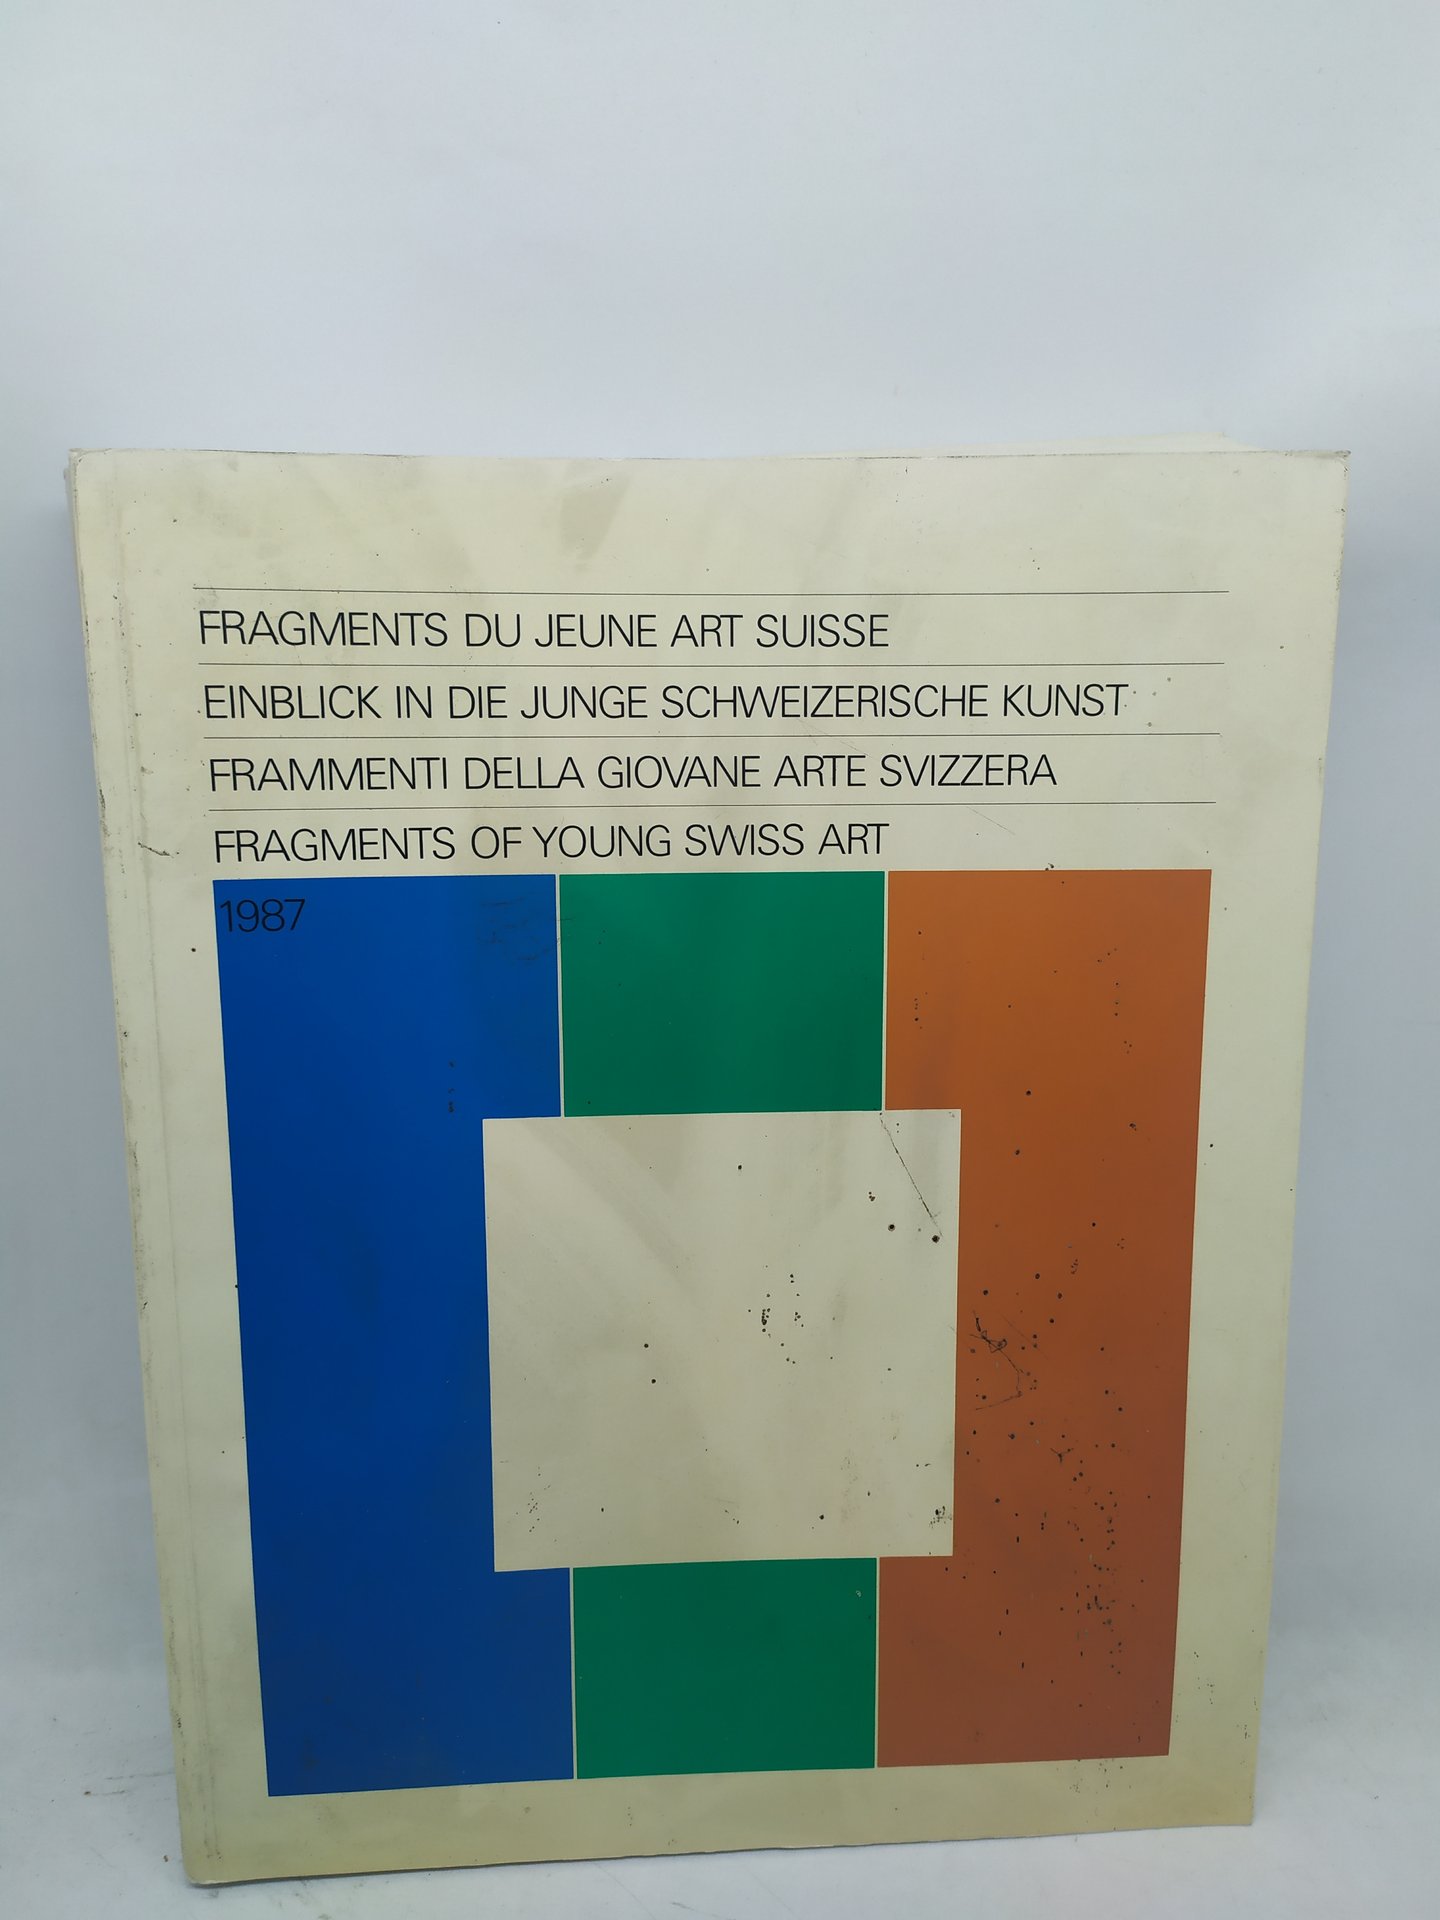 FRAGMENTS DU JEUNE ART SUISSE
EINBLICK IN DIE JUNGE SCHWEIZERISCHE KUNST
FRAMMENTI DELLA GIOVANE ARTE SVIZZERA
FRAGMENTS OF YOUNG SWISS ART
1987